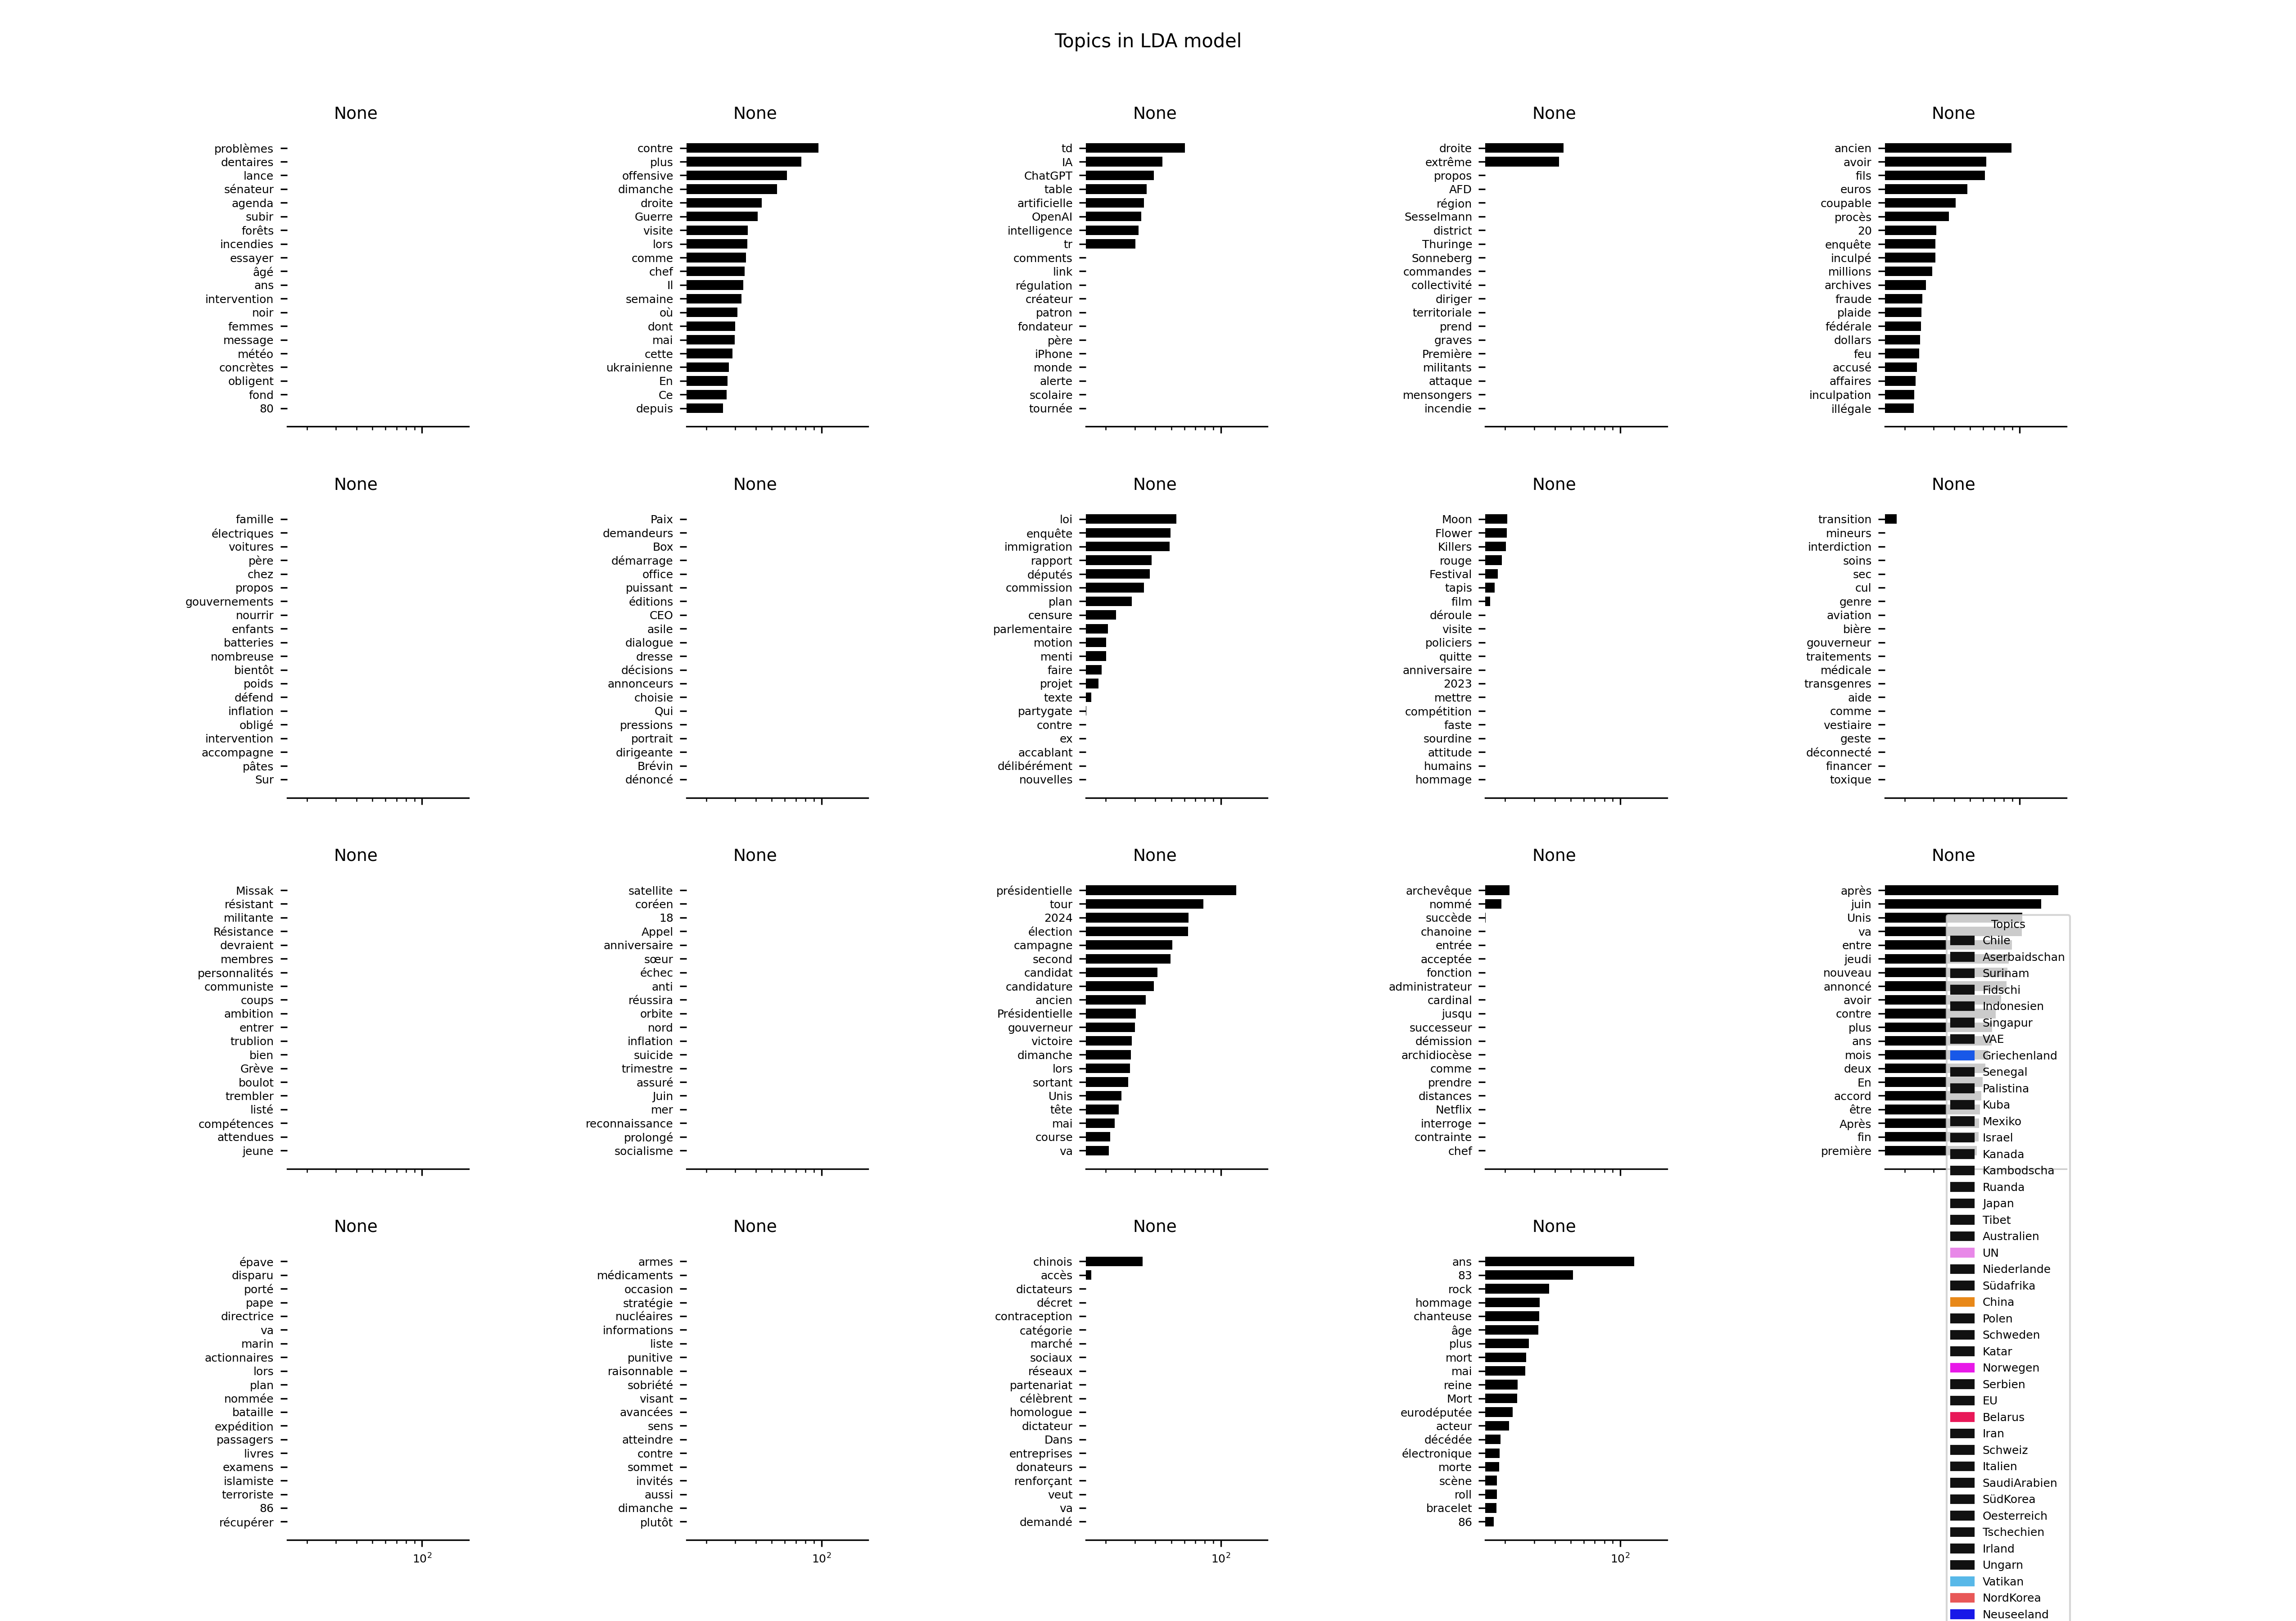 Topics in LDA model
None
problèmes
dentaires
lance
sénateur
agenda
subir
forêts
incendies
essayer
âgé
ans
intervention
noir
femmes
message
météo
concrètes
obligent
fond
80
None
contre
plus
offensive
dimanche
droite
Guerre
visite
lors
comme
chef
Il
semaine
où
dont
mai
cette
ukrainienne
En
Ce
depuis
None
td
IA
ChatGPT
table
artificielle
OpenAI
intelligence
tr
comments
link
régulation
créateur
patron
fondateur
père
iPhone
monde
alerte
scolaire
tournée
None
droite
extrême
propos
AFD
région
Sesselmann
district
Thuringe
Sonneberg
commandes
collectivité
diriger
territoriale
prend
graves
Première
militants
attaque
mensongers
incendie
None
ancien
avoir
fils
euros
coupable
procès
20
enquête
inculpé
millions
archives
fraude
plaide
fédérale
dollars
feu
accusé
affaires
inculpation
illégale
None
famille
électriques
voitures
père
chez
propos
gouvernements
nourrir
enfants
batteries
nombreuse
bientôt
poids
défend
inflation
obligé
intervention
accompagne
pâtes
Sur
None
Paix
demandeurs
Box
démarrage
office
puissant
éditions
CEO
asile
dialogue
dresse
décisions
annonceurs
choisie
Qui
pressions
portrait
dirigeante
Brévin
dénoncé
None
loi
enquête
immigration
rapport
députés
commission
plan
censure
parlementaire
motion
menti
faire
projet
texte
partygate
contre
ex
accablant
délibérément
nouvelles
None
Moon
Flower
Killers
rouge
Festival
tapis
film
déroule
visite
policiers
quitte
anniversaire
2023
mettre
compétition
faste
sourdine
attitude
humains
hommage
None
transition
mineurs
interdiction
soins
sec
cul
genre
aviation
bière
gouverneur
traitements
médicale
transgenres
aide
comme
vestiaire
geste
déconnecté
financer
toxique
None
Missak
résistant
militante
Résistance
devraient
membres
personnalités
communiste
coups
ambition
entrer
trublion
bien
Grève
boulot
trembler
listé
compétences
attendues
jeune
None
satellite
coréen
18
Appel
anniversaire
sœur
échec
anti
réussira
orbite
nord
inflation
suicide
trimestre
assuré
Juin
mer
reconnaissance
prolongé
socialisme
None
présidentielle
tour
2024
élection
campagne
second
candidat
candidature
ancien
Présidentielle
gouverneur
victoire
dimanche
lors
sortant
Unis
tête
mai
course
va
None
archevêque
nommé
succède
chanoine
entrée
acceptée
fonction
administrateur
cardinal
jusqu
successeur
démission
archidiocèse
comme
prendre
distances
Netflix
interroge
contrainte
chef
None
après
juin
Unis
va
entre
jeudi
nouveau
annoncé
avoir
contre
plus
ans
mois
deux
En
accord
être
Après
fin
première
None
épave
disparu
porté
pape
directrice
va
marin
actionnaires
lors
plan
nommée
bataille
expédition
passagers
livres
examens
islamiste
terroriste
86
récupérer
10²
None
armes
médicaments
occasion
stratégie
nucléaires
informations
liste
punitive
raisonnable
sobriété
visant
avancées
sens
atteindre
contre
sommet
invités
aussi
dimanche
plutôt
10²
None
chinois
accès
dictateurs
décret
contraception
catégorie
marché
sociaux
réseaux
partenariat
célèbrent
homologue
dictateur
Dans
entreprises
donateurs
renforçant
veut
va
demandé
10²
None
ans
83
rock
hommage
chanteuse
âge
plus
mort
mai
reine
Mort
eurodéputée
acteur
décédée
électronique
morte
scène
roll
bracelet
86
10²
Topics
Chile
Aserbaidschan
Surinam
Fidschi
Indonesien
Singapur
VAE
Griechenland
Senegal
Palistina
Kuba
Mexiko
Israel
Kanada
Kambodscha
Ruanda
Japan
Tibet
Australien
UN
Niederlande
Südafrika
China
Polen
Schweden
Katar
Norwegen
Serbien
EU
Belarus
Iran
Schweiz
Italien
SaudiArabien
SüdKorea
Oesterreich
Tschechien
Irland
Ungarn
Vatikan
NordKorea
Neuseeland